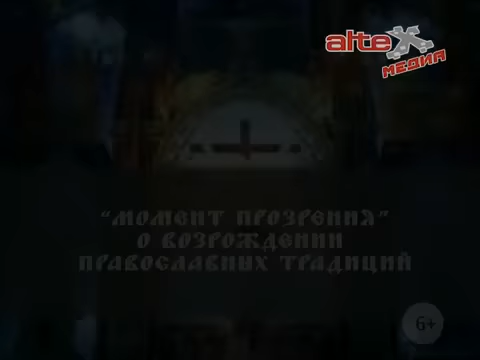 alteX
МЕДИА
"МОМЕНТ ПРОЗРЕНИЯ"
О ВОЗРОЖДЕНИИ
ПРАВОСЛАВНЫХ ТРАДИЦИЙ
6+